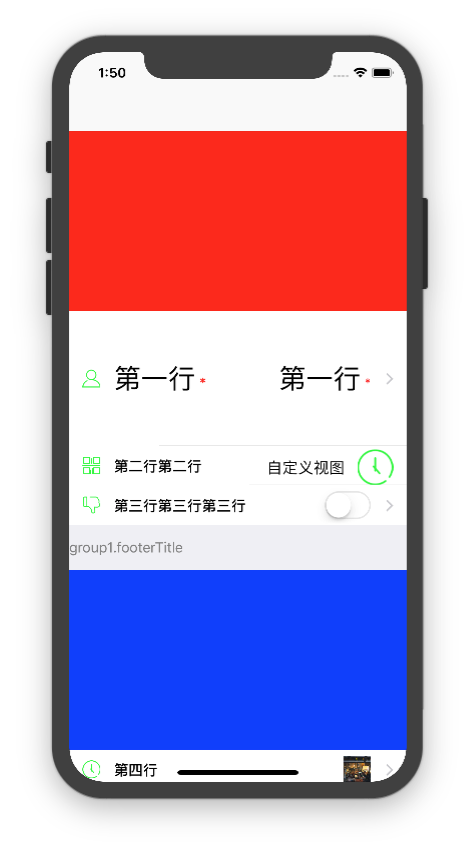 1:50
第一行 * 第一行 *
第二行第二行 自定义视图
第三行第三行第三行
group1.footerTitle
第四行